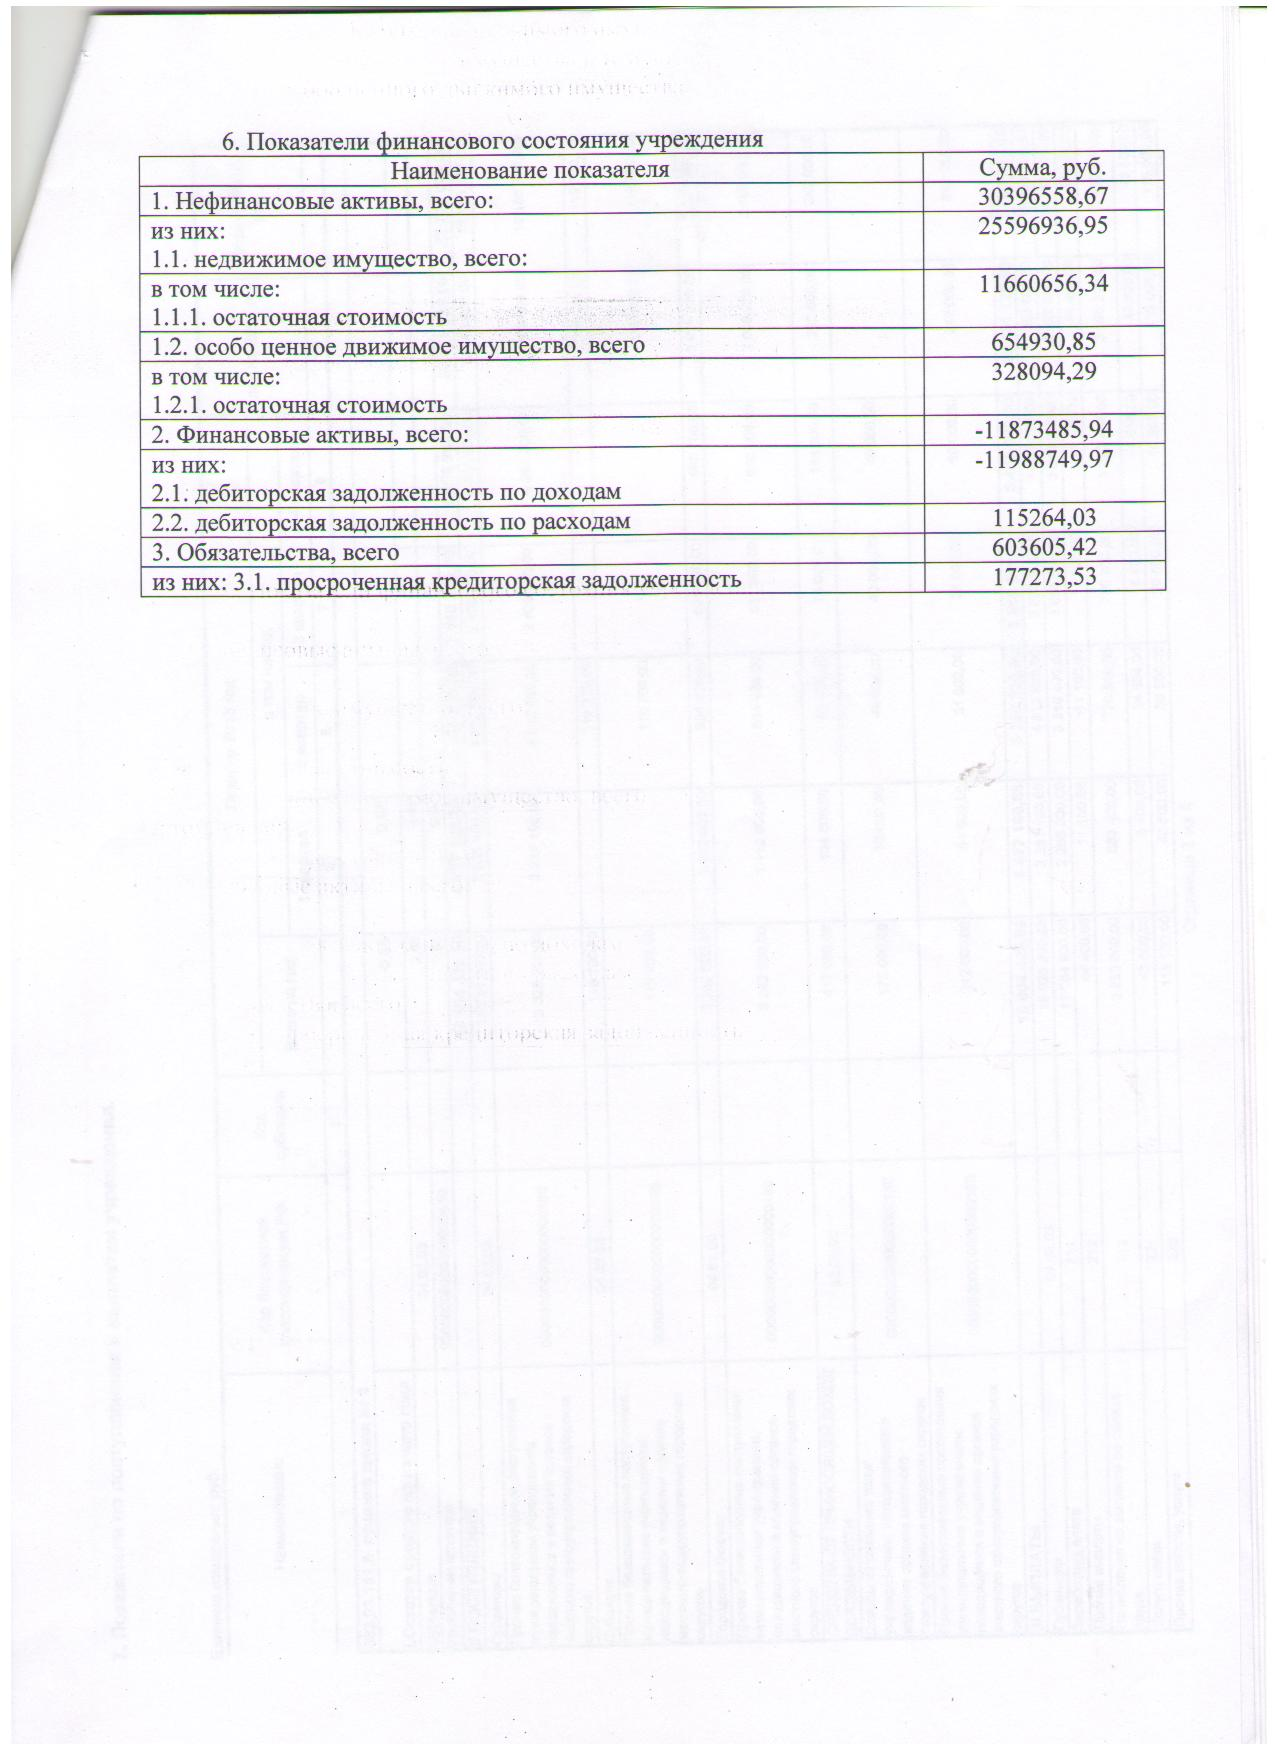 6. Показатели финансового состояния учреждения
Наименование показателя Сумма, руб.
1. Нефинансовые активы, всего: 30396558,67
из них: 25596936,95
1.1. недвижимое имущество, всего:
в том числе: 11660656,34
1.1.1. остаточная стоимость
1.2. особо ценное движимое имущество, всего 654930,85
в том числе: 328094,29
1.2.1. остаточная стоимость
2. Финансовые активы, всего: -11873485,94
из них: -11988749,97
2.1. дебиторская задолженность по доходам
2.2. дебиторская задолженность по расходам 115264,03
3. Обязательства, всего 603605,42
из них: 3.1. просроченная кредиторская задолженность 177273,53